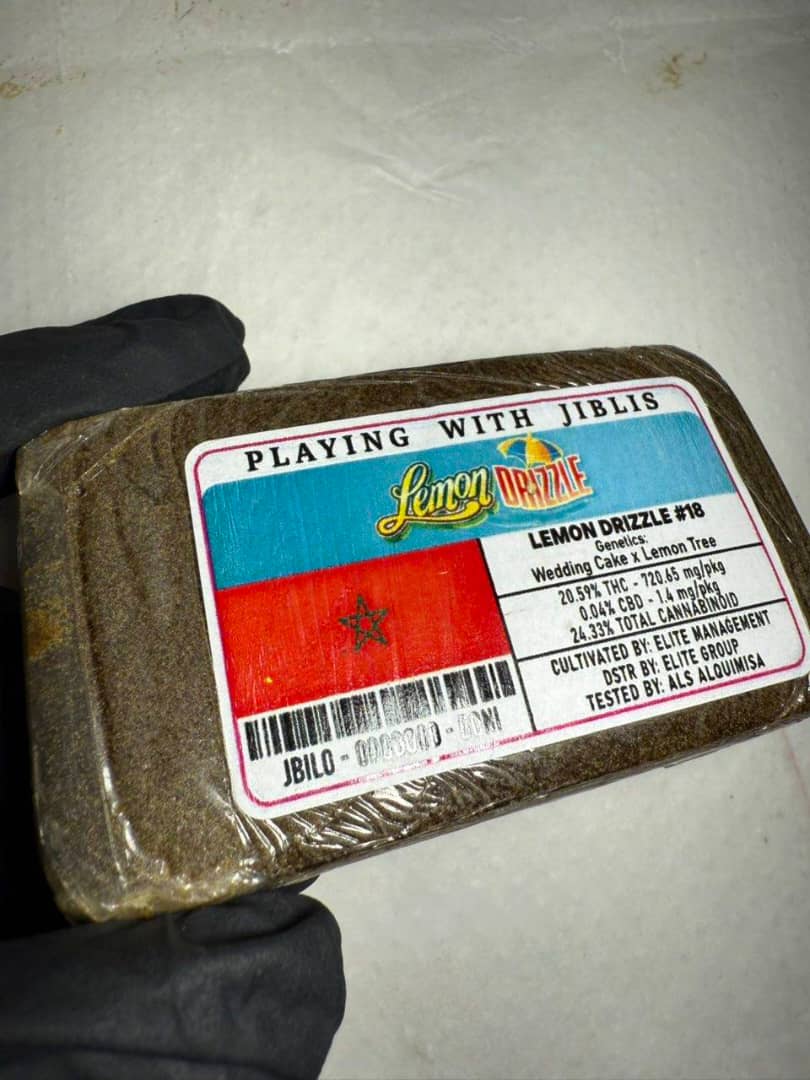 PLAYING WITH JIBLIS
Lemon DRIZZLE
LEMON DRIZZLE #18
Genetics:
Wedding Cake x Lemon Tree
20.59% THC - 720.65 mg/pkg
0.04% CBD - 1.4 mg/pkg
24.33% TOTAL CANNABINOID
CULTIVATED BY: ELITE MANAGEMENT
DSTR BY: ELITE GROUP
TESTED BY: ALS ALQUIMISA
JBILO -